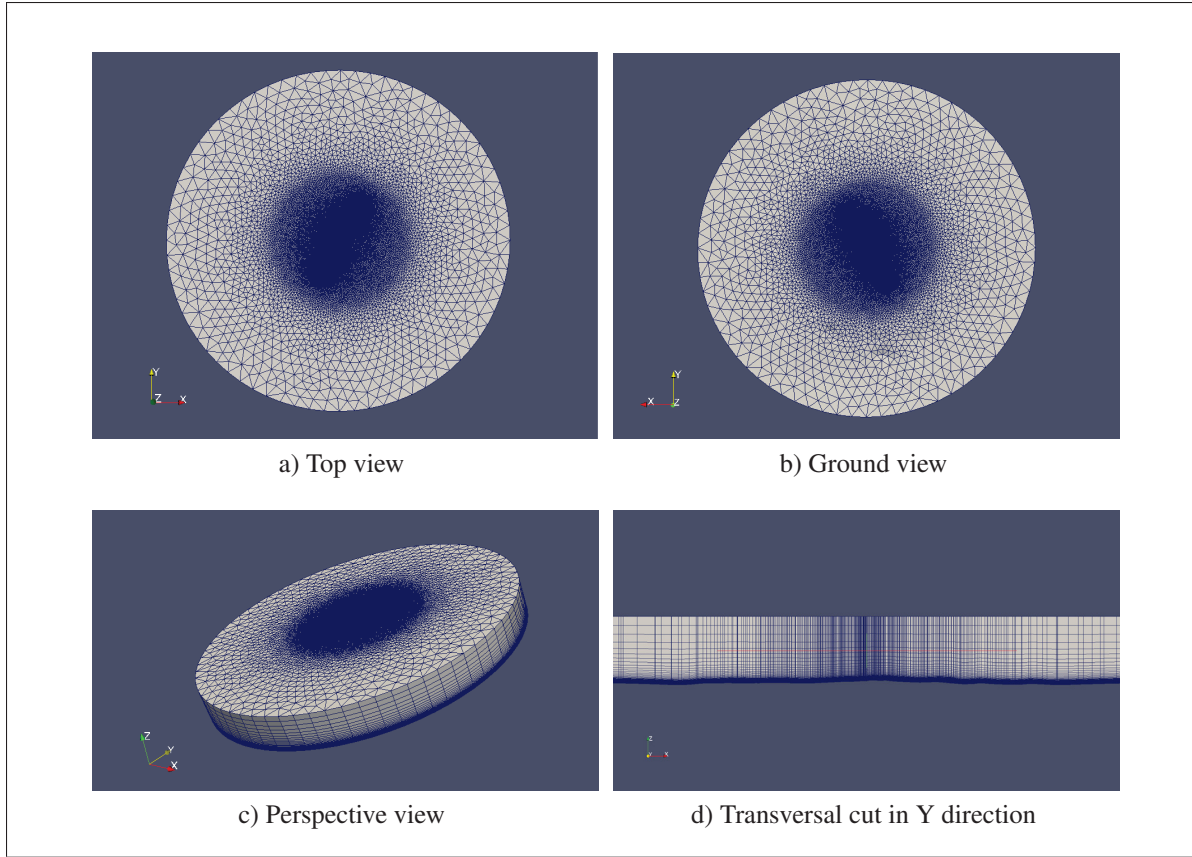 Y
Z X
Y
X Z
a) Top view
b) Ground view
Z
Y
X
Z
Y X
c) Perspective view
d) Transversal cut in Y direction